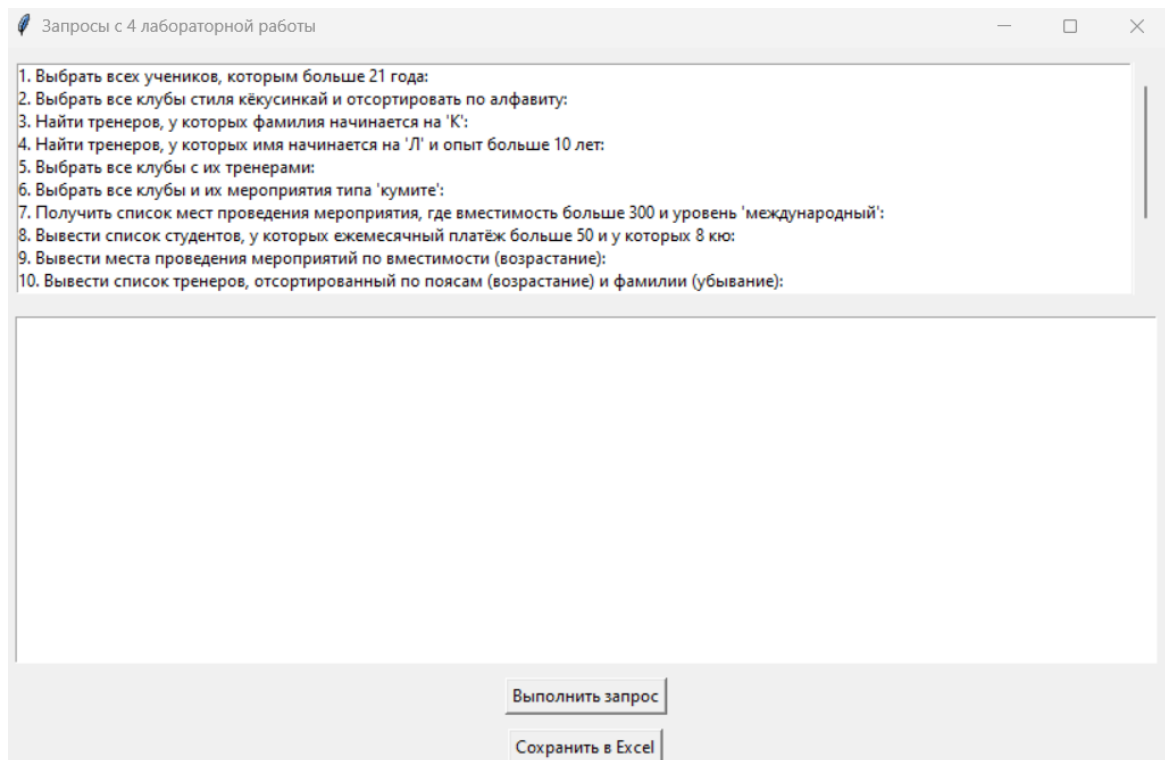 Запросы с 4 лабораторной работы
1. Выбрать всех учеников, которым больше 21 года:
2. Выбрать все клубы стиля кёкусинкай и отсортировать по алфавиту:
3. Найти тренеров, у которых фамилия начинается на 'К':
4. Найти тренеров, у которых имя начинается на 'Л' и опыт больше 10 лет:
5. Выбрать все клубы с их тренерами:
6. Выбрать все клубы и их мероприятия типа 'кумите':
7. Получить список мест проведения мероприятия, где вместимость больше 300 и уровень 'международный':
8. Вывести список студентов, у которых ежемесячный платёж больше 50 и у которых 8 кю:
9. Вывести места проведения мероприятий по вместимости (возрастание):
10. Вывести список тренеров, отсортированный по поясам (возрастание) и фамилии (убывание):
Выполнить запрос
Сохранить в Excel